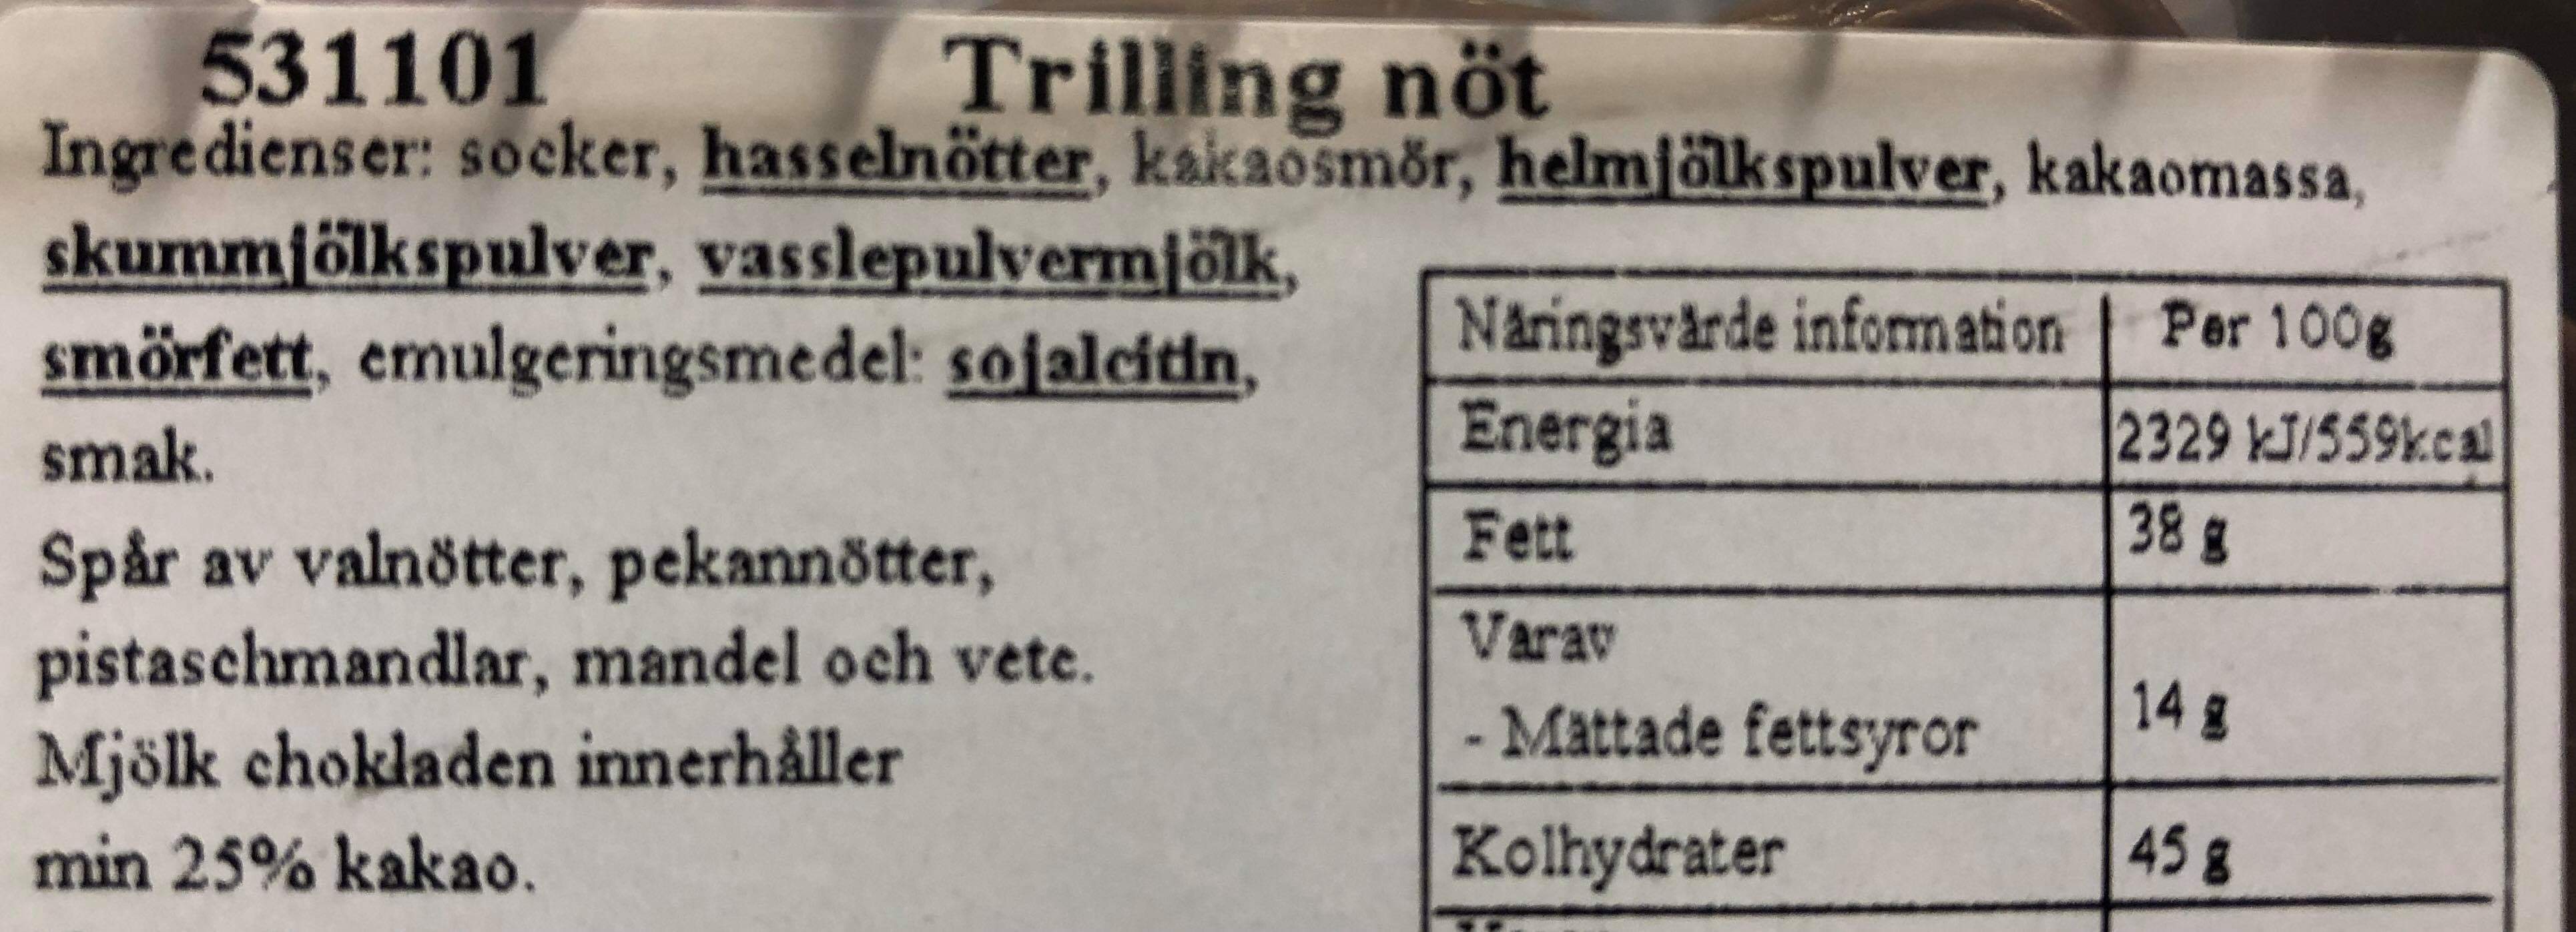 531101 Trilling nöt
Ingredienser: socker, hasselnötter, kakaosmör, helmjölkspulver, kakaomassa,
skummjölkspulver, vasslepulvermjölk,
smörfett, emulgeringsmedel: sojalcitin,
smak.
Spår av valnötter, pekannötter,
pistaschmandlar, mandel och vete.
Mjölk chokladen innerhåller
min 25% kakao.
Näringsvärde information Per 100g
Energia 2329 kJ/559kcal
Fett 38 g
Varav
- Mättade fettsyror 14 g
Kolhydrater 45 g